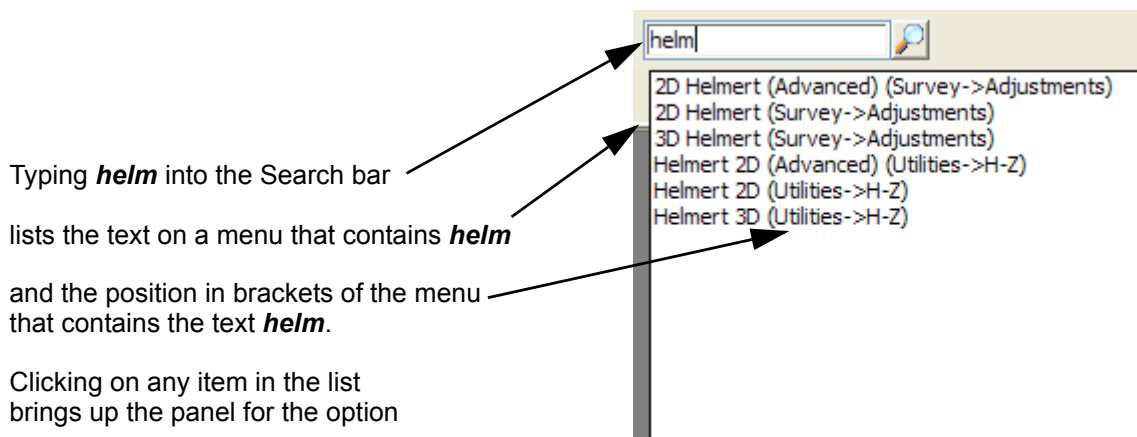 helm
2D Helmert (Advanced) (Survey->Adjustments)
2D Helmert (Survey->Adjustments)
3D Helmert (Survey->Adjustments)
Helmert 2D (Advanced) (Utilities->H-Z)
Helmert 2D (Utilities->H-Z)
Helmert 3D (Utilities->H-Z)
Typing helm into the Search bar
lists the text on a menu that contains helm
and the position in brackets of the menu
that contains the text helm.
Clicking on any item in the list
brings up the panel for the option